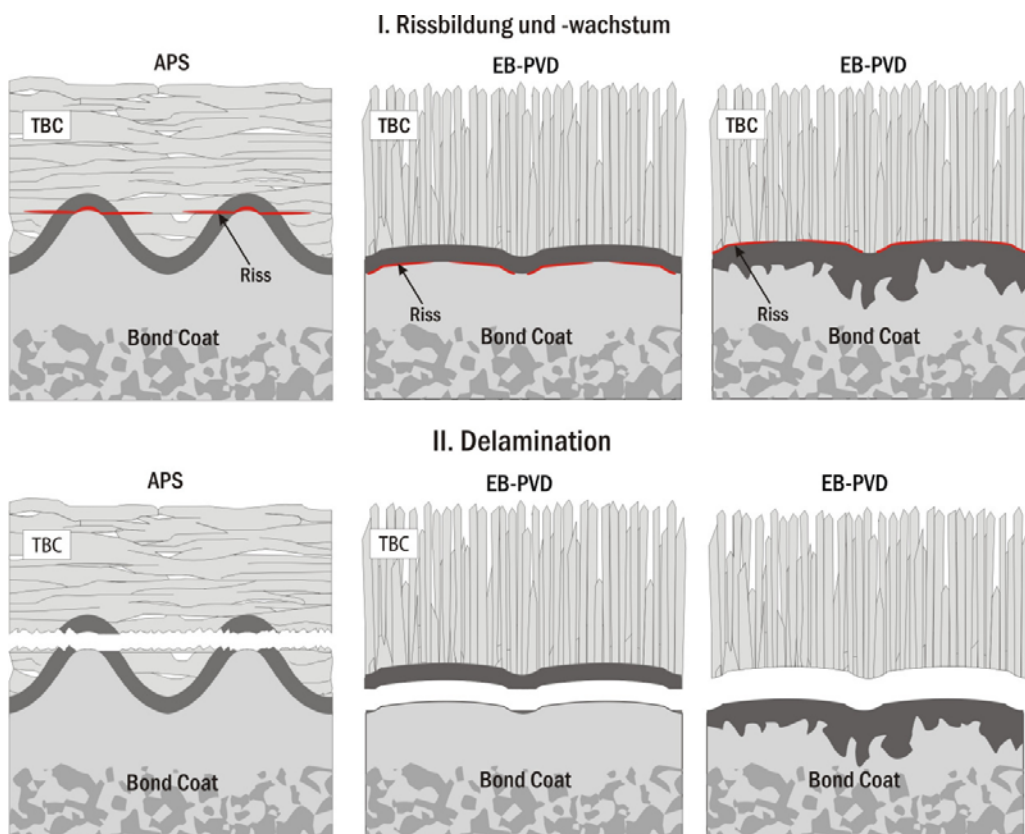 I. Rissbildung und -wachstum
APS
EB-PVD
EB-PVD
TBC
TBC
TBC
Riss
Riss
Riss
Bond Coat
Bond Coat
Bond Coat
II. Delamination
APS
EB-PVD
EB-PVD
TBC
TBC
Bond Coat
Bond Coat
Bond Coat